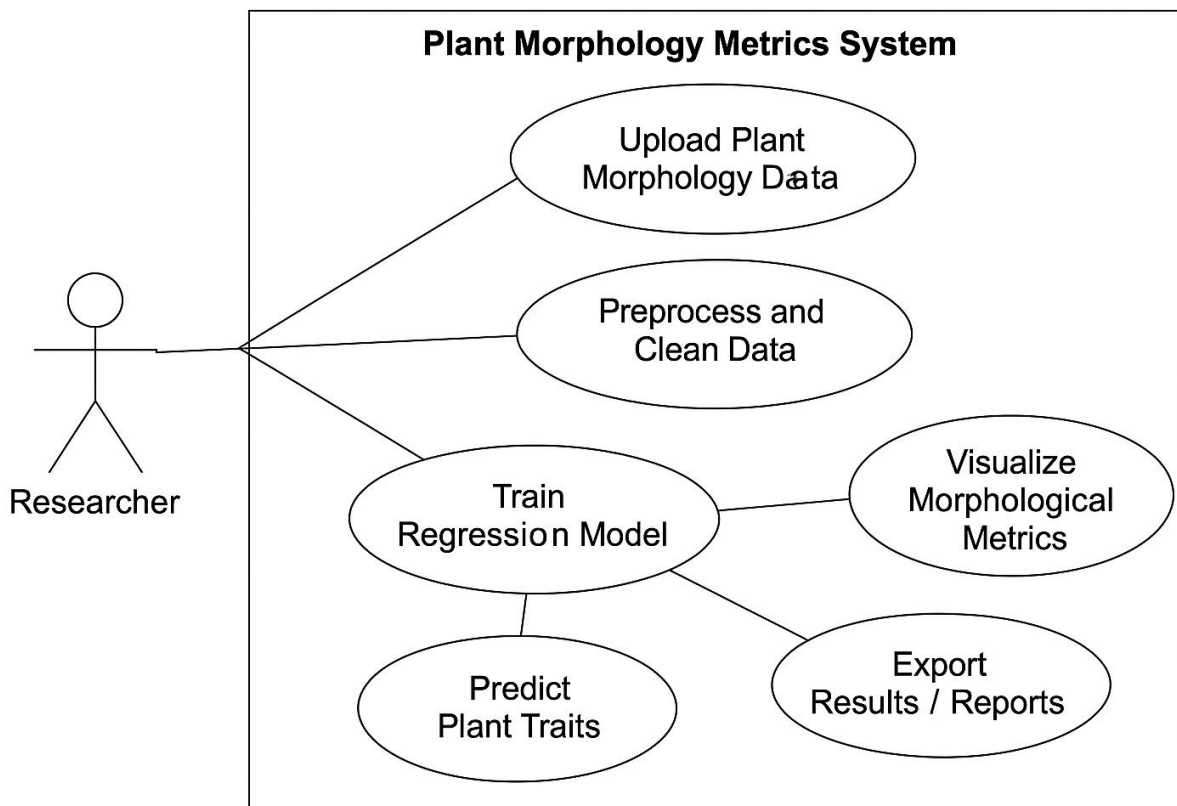 Plant Morphology Metrics System
Upload Plant
Morphology Data
Preprocess and
Clean Data
Researcher
Train
Regression Model
Visualize
Morphological
Metrics
Predict
Plant Traits
Export
Results / Reports